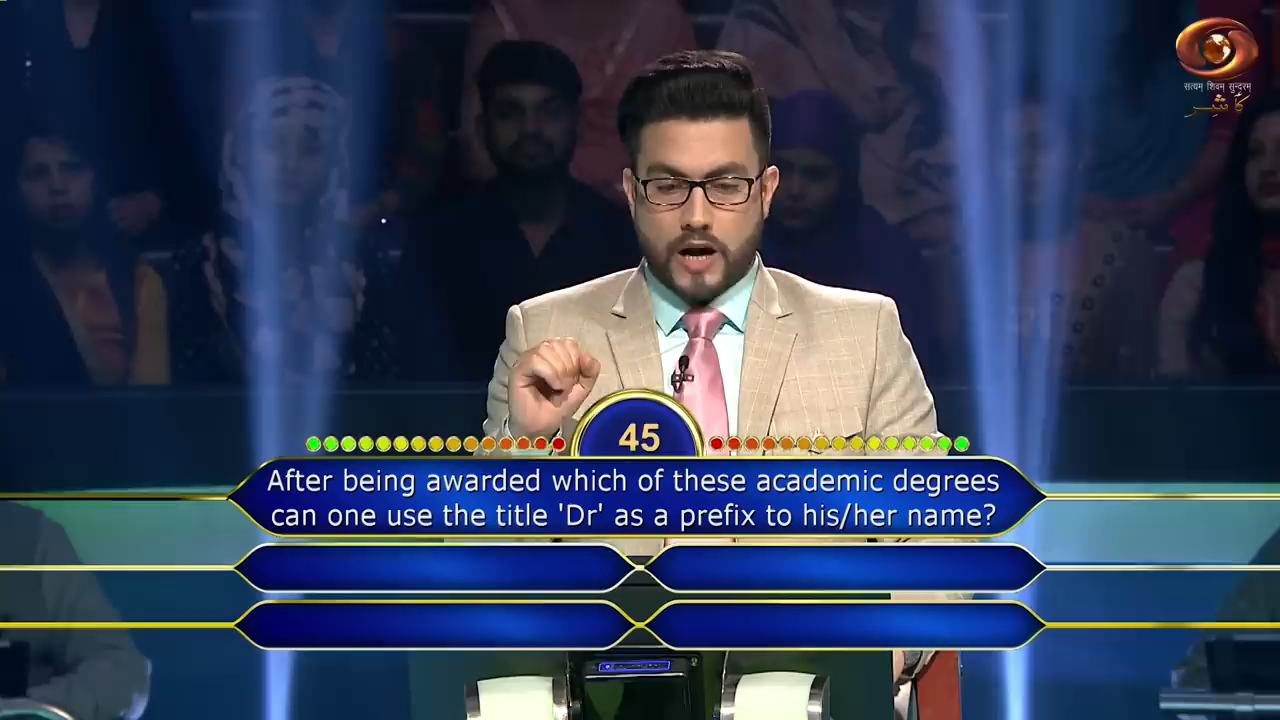 सत्यम् शिवम् सुन्दरम्
كأشِر
45
After being awarded which of these academic degrees
can one use the title 'Dr' as a prefix to his/her name?